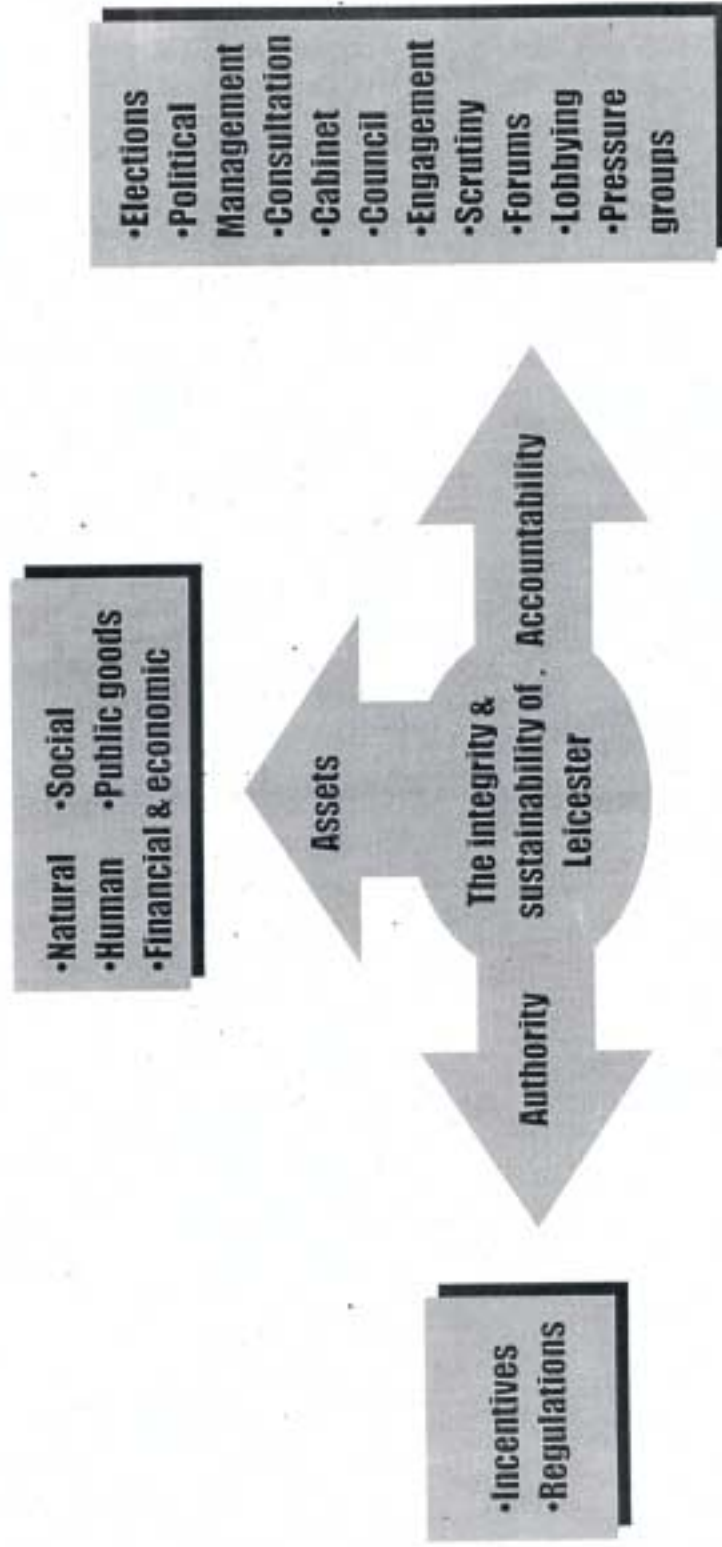 •Natural •Social
•Human •Public goods
•Financial & economic
Assets
•Incentives
•Regulations
Authority
The integrity &
sustainability of
Leicester
Accountability
•Elections
•Political
Management
•Consultation
•Cabinet
•Council
•Engagement
•Scrutiny
•Forums
•Lobbying
•Pressure
groups